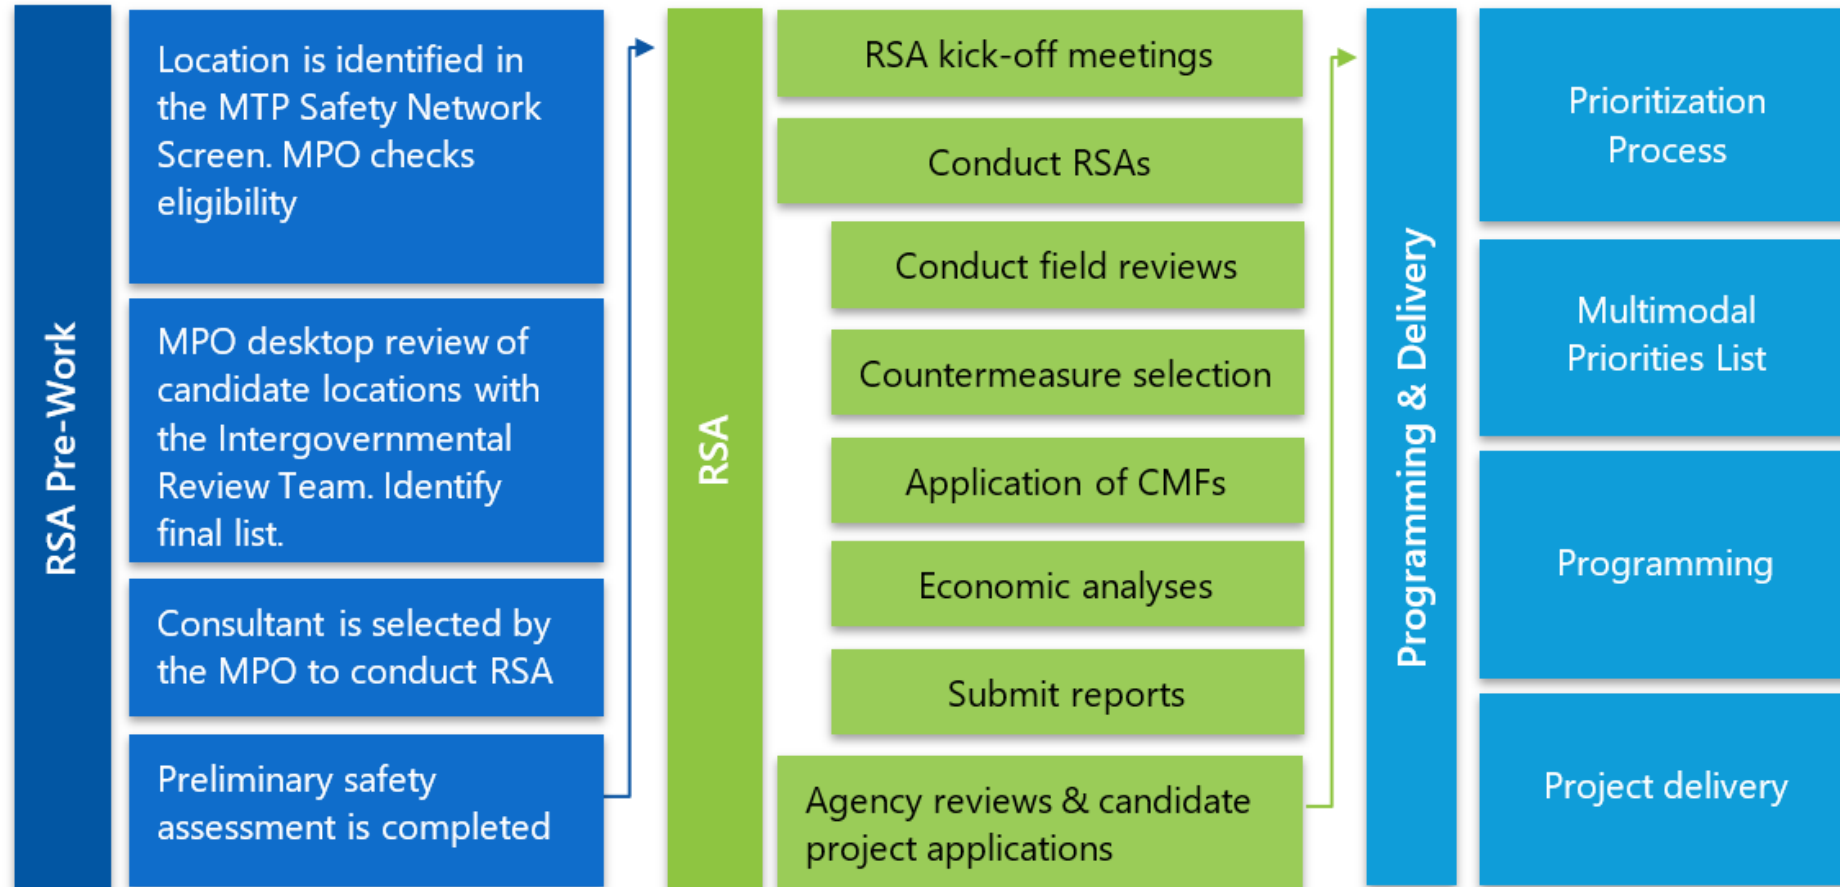 RSA Pre-Work
Location is identified in
the MTP Safety Network
Screen. MPO checks
eligibility
MPO desktop review of
candidate locations with
the Intergovernmental
Review Team. Identify
final list.
Consultant is selected by
the MPO to conduct RSA
Preliminary safety
assessment is completed
RSA
RSA kick-off meetings
Conduct RSAs
Conduct field reviews
Countermeasure selection
Application of CMFs
Economic analyses
Submit reports
Agency reviews & candidate
project applications
Programming & Delivery
Prioritization
Process
Multimodal
Priorities List
Programming
Project delivery